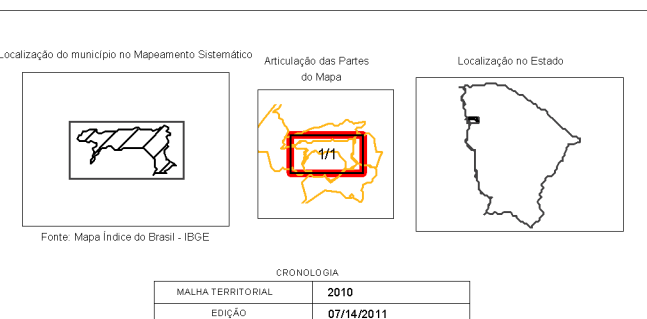 Localização do município no Mapeamento Sistemático
Articulação das Partes
do Mapa
Localização no Estado
1/1
Fonte: Mapa Índice do Brasil - IBGE
CRONOLOGIA
MALHA TERRITORIAL 2010
EDIÇÃO 07/14/2011